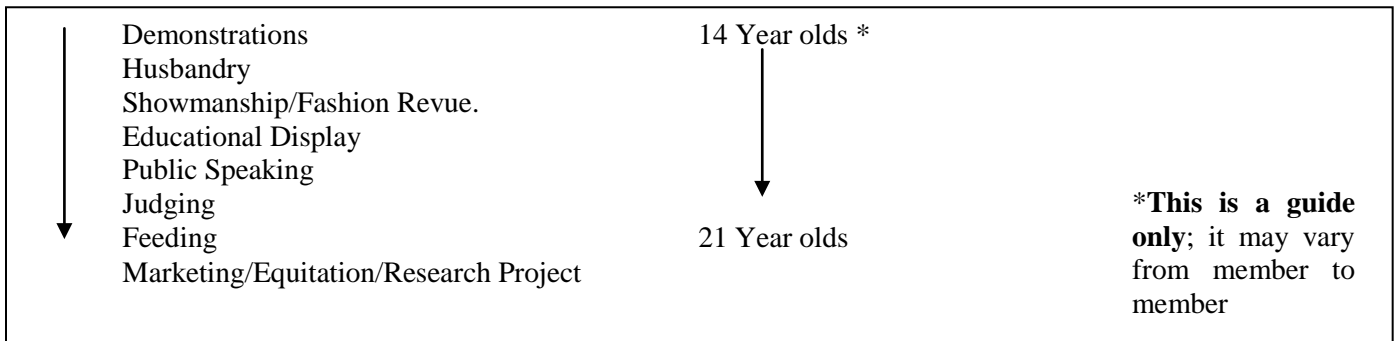 Demonstrations 14 Year olds *
Husbandry
Showmanship/Fashion Revue.
Educational Display
Public Speaking
Judging
Feeding 21 Year olds
Marketing/Equitation/Research Project
*This is a guide
only; it may vary
from member to
member